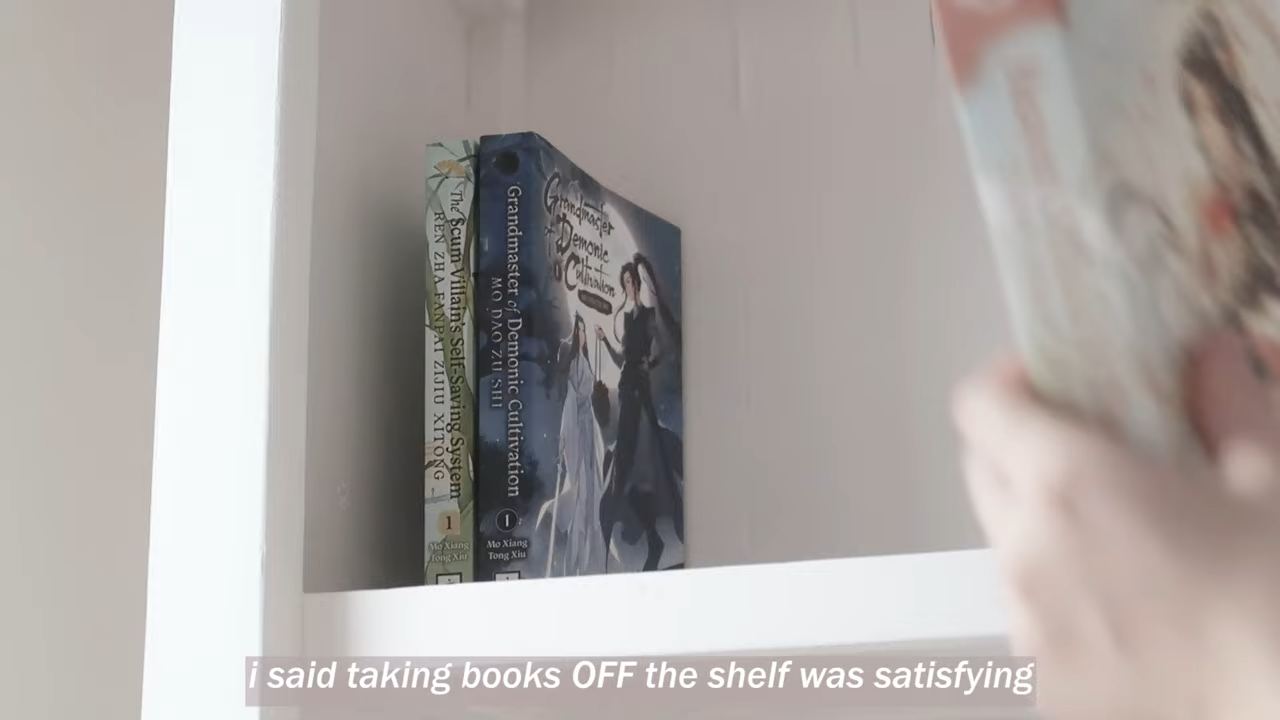 The Scum Villain's Self-Saving System
REN ZHA FANPAI ZIJIU XITONG
1
Mo Xiang
Tong Xiu
Grandmaster of Demonic Cultivation
MO DAO ZU SHI
1
Mo Xiang
Tong Xiu
Grandmaster
of Demonic
Cultivation
i said taking books OFF the shelf was satisfying